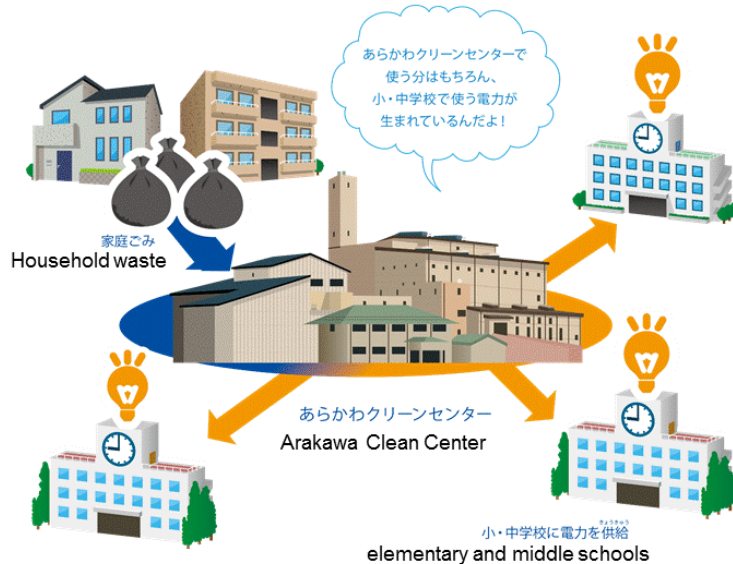 あらかわクリーンセンターで
使う分はもちろん、
小・中学校で使う電力が
生まれているんだよ!
家庭ごみ
Household waste
あらかわクリーンセンター
Arakawa Clean Center
きょうきゅう
小・中学校に電力を供給
elementary and middle schools